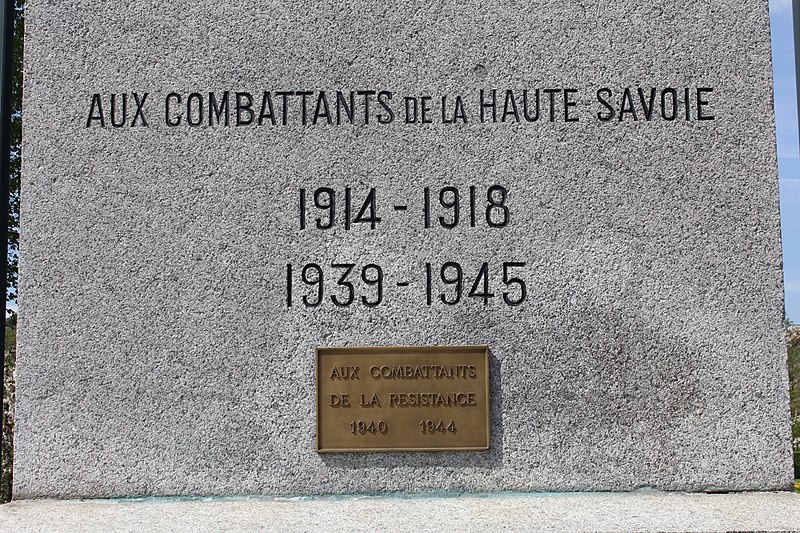 AUX COMBATTANTS DE LA HAUTE SAVOIE
1914 - 1918
1939 - 1945
AUX COMBATTANTS
DE LA RESISTANCE
1940 1944